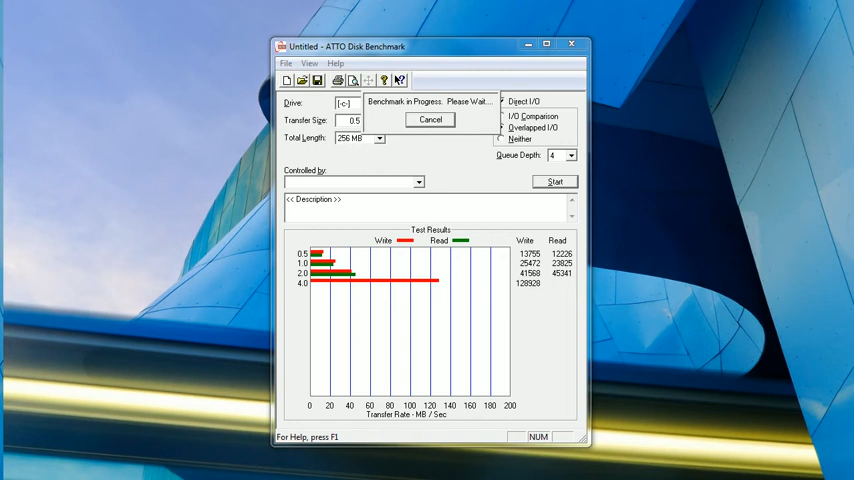 Untitled - ATTO Disk Benchmark
File View Help
Drive: [-c-]
Benchmark in Progress. Please Wait....
Cancel
Direct I/O
Transfer Size: 0.5
I/O Comparison
Overlapped I/O
Total Length: 256 MB
Neither
Queue Depth: 4
Controlled by:
Start
<< Description >>
Test Results
Write Read Write Read
0.5 13755 12226
1.0 25472 23825
2.0 41568 45341
4.0 128928
0 20 40 60 80 100 120 140 160 180 200
Transfer Rate - MB / Sec
For Help, press F1 NUM